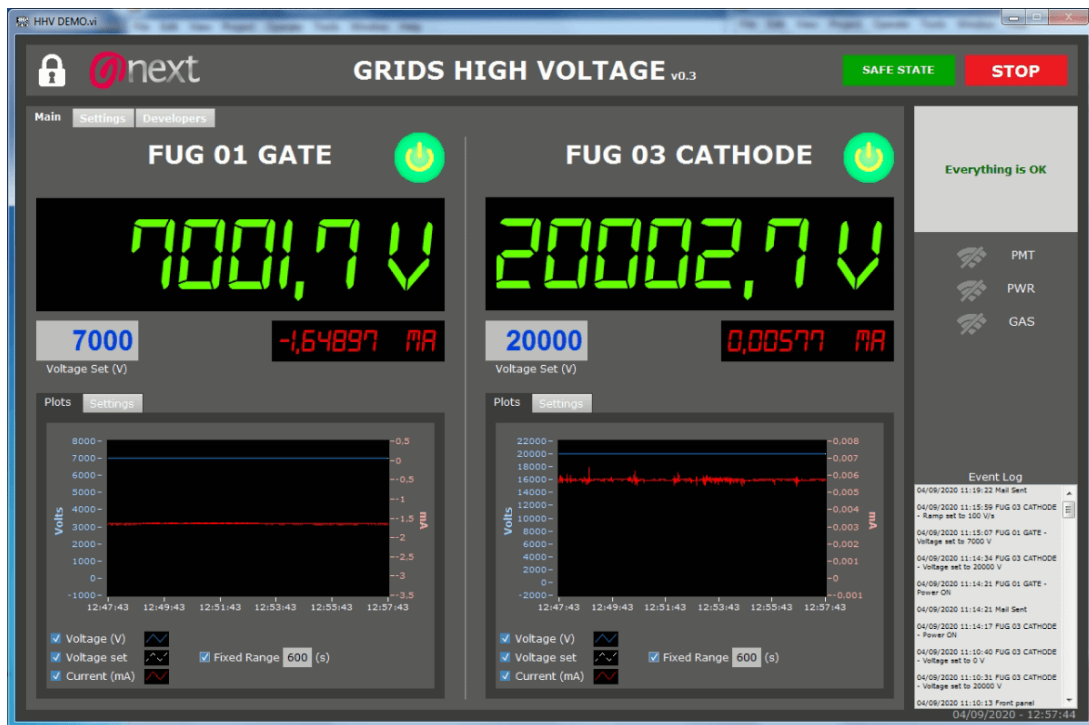 HHV DEMO.vi
next
GRIDS HIGH VOLTAGE v0.3
SAFE STATE
STOP
Main
Settings
Developers
FUG 01 GATE
7001,7 V
7000
Voltage Set (V)
-1,64897 mA
Plots
Settings
8000
7000
6000
5000
4000
3000
2000
1000
0
-1000
Volts
0,5
0
-0,5
-1
-1,5
-2
-2,5
-3
-3,5
mA
12:47:43 12:49:43 12:51:43 12:53:43 12:55:43 12:57:43
Voltage (V)
Voltage set
Current (mA)
Fixed Range 600 (s)
FUG 03 CATHODE
20002,7 V
20000
Voltage Set (V)
0,00577 mA
Plots
Settings
22000
20000
18000
16000
14000
12000
10000
8000
6000
4000
2000
0
-2000
Volts
0,008
0,007
0,006
0,005
0,004
0,003
0,002
0,001
0
-0,001
mA
12:47:43 12:49:43 12:51:43 12:53:43 12:55:43 12:57:43
Voltage (V)
Voltage set
Current (mA)
Fixed Range 600 (s)
Everything is OK
PMT
PWR
GAS
Event Log
04/09/2020 11:19:22 Mail Sent
04/09/2020 11:15:59 FUG 03 CATHODE
- Ramp set to 100 V/s
04/09/2020 11:15:07 FUG 01 GATE -
Voltage set to 7000 V
04/09/2020 11:14:34 FUG 03 CATHODE
- Voltage set to 20000 V
04/09/2020 11:14:21 FUG 01 GATE -
Power ON
04/09/2020 11:14:21 Mail Sent
04/09/2020 11:14:17 FUG 03 CATHODE
- Power ON
04/09/2020 11:10:40 FUG 03 CATHODE
- Voltage set to 0 V
04/09/2020 11:10:31 FUG 03 CATHODE
- Voltage set to 20000 V
04/09/2020 11:10:13 Front panel
04/09/2020 - 12:57:44